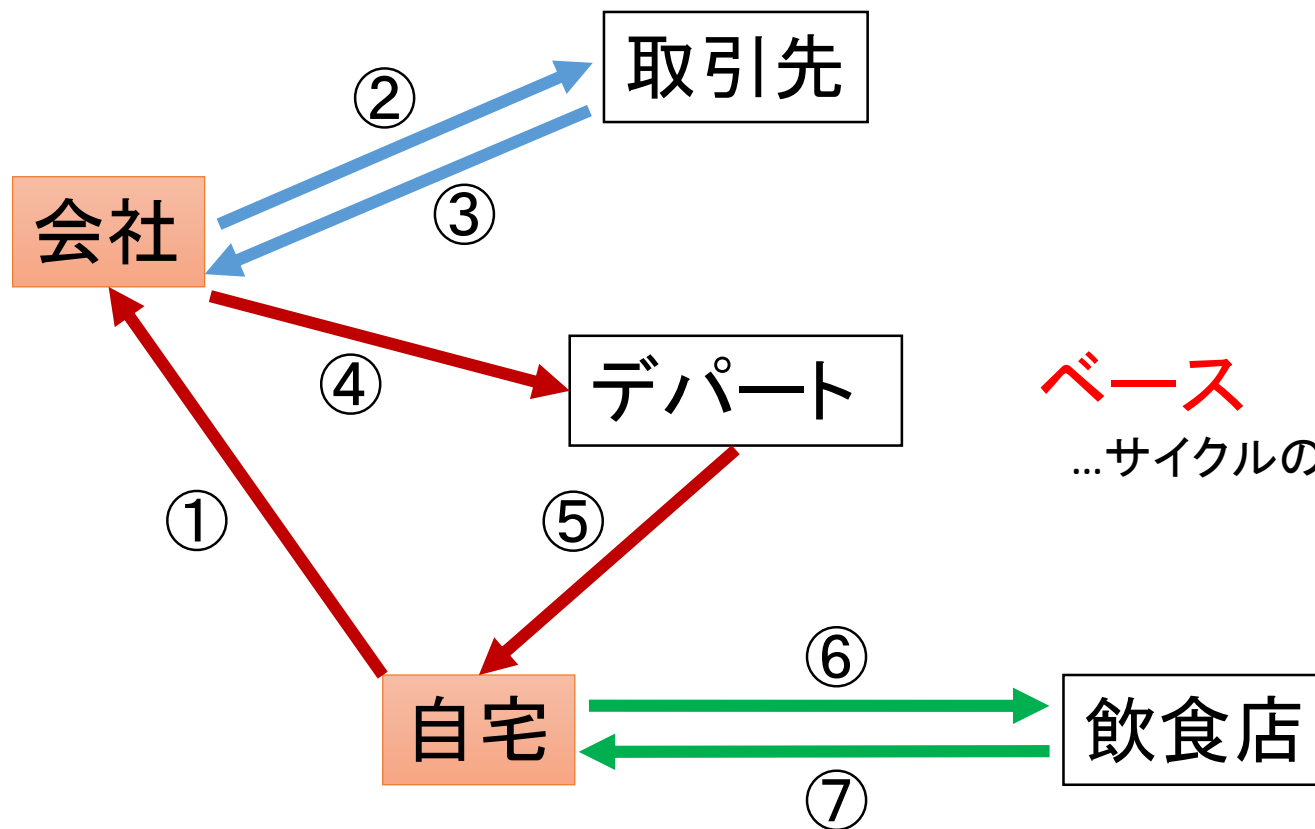 取引先
②
③
会社
④
デパート
ベース
...サイクルの
①
⑤
⑥
自宅
飲食店
⑦